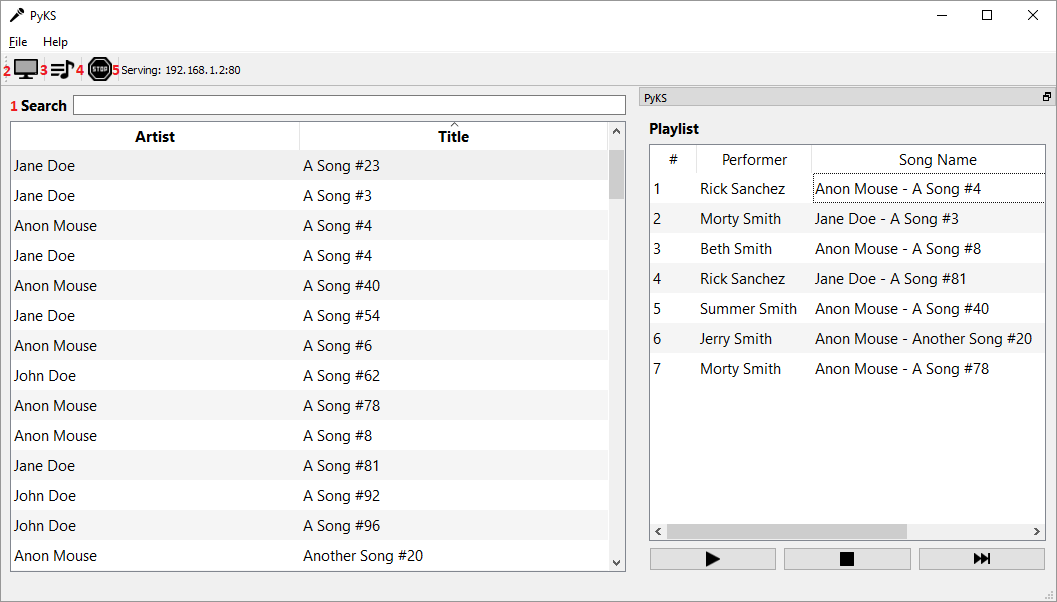 PyKS
File Help
2 3 4 STOP 5 Serving: 192.168.1.2:80
1 Search
Artist Title
Jane Doe A Song #23
Jane Doe A Song #3
Anon Mouse A Song #4
Jane Doe A Song #4
Anon Mouse A Song #40
Jane Doe A Song #54
Anon Mouse A Song #6
John Doe A Song #62
Anon Mouse A Song #78
Anon Mouse A Song #8
Jane Doe A Song #81
John Doe A Song #92
John Doe A Song #96
Anon Mouse Another Song #20
PyKS
Playlist
# Performer Song Name
1 Rick Sanchez Anon Mouse - A Song #4
2 Morty Smith Jane Doe - A Song #3
3 Beth Smith Anon Mouse - A Song #8
4 Rick Sanchez Jane Doe - A Song #81
5 Summer Smith Anon Mouse - A Song #40
6 Jerry Smith Anon Mouse - Another Song #20
7 Morty Smith Anon Mouse - A Song #78